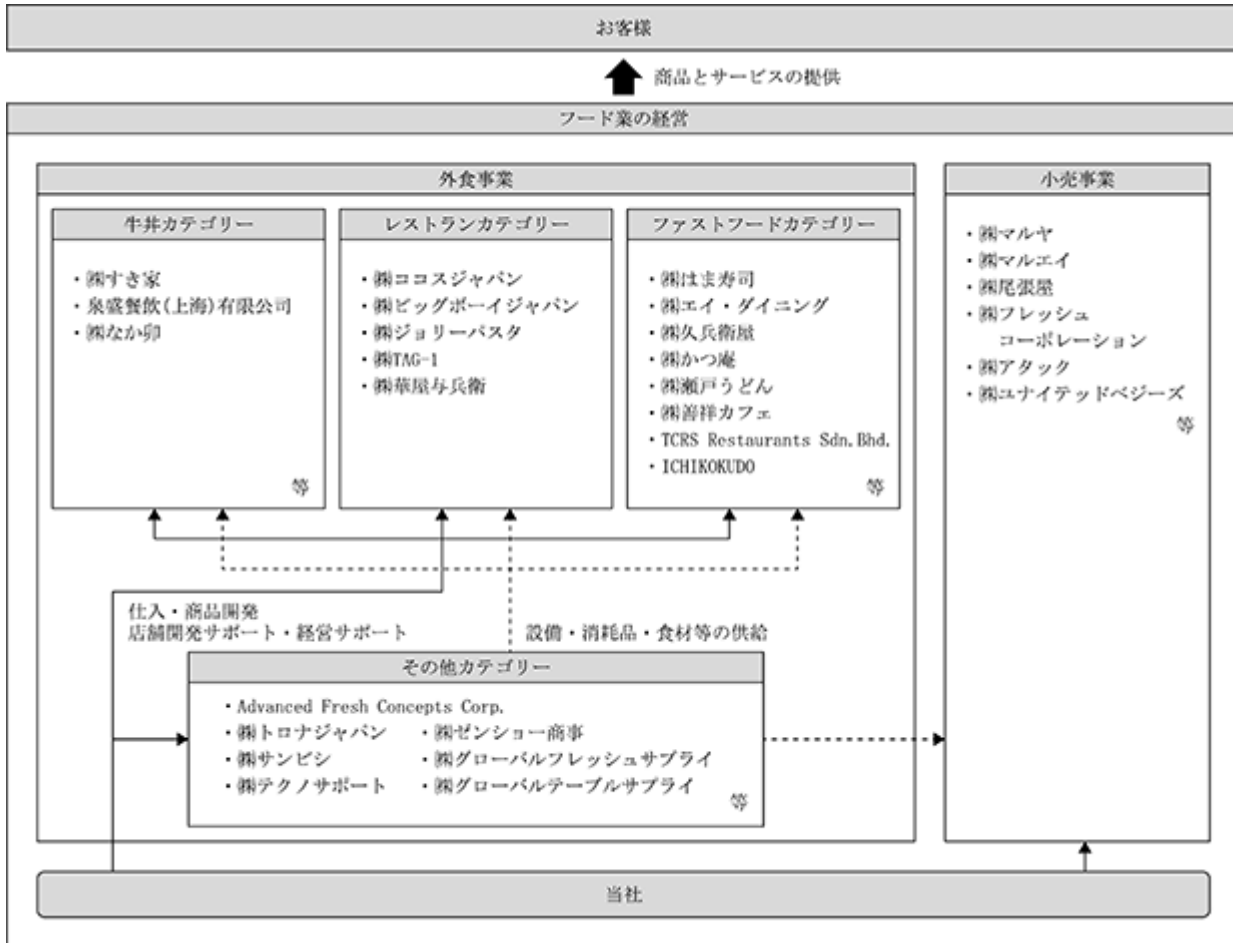 お客様
商品とサービスの提供
フード業の経営
外食事業
牛丼カテゴリー
・㈱すき家
・泉盛餐飲(上海)有限公司
・㈱なか卯
等
レストランカテゴリー
・㈱ココスジャパン
・㈱ビッグボーイジャパン
・㈱ジョリーパスタ
・㈱TAG-1
・㈱華屋与兵衛
ファストフードカテゴリー
・㈱はま寿司
・㈱エイ・ダイニング
・㈱久兵衛屋
・㈱かつ庵
・㈱瀬戸うどん
・㈱善祥カフェ
・TCRS Restaurants Sdn.Bhd.
・ICHIKOKUDO
等
小売事業
・㈱マルヤ
・㈱マルエイ
・㈱尾張屋
・㈱フレッシュ
コーポレーション
・㈱アタック
・㈱ユナイテッドベジーズ
等
仕入・商品開発
店舗開発サポート・経営サポート
設備・消耗品・食材等の供給
その他カテゴリー
・Advanced Fresh Concepts Corp.
・㈱トロナジャパン ・㈱ゼンショー商事
・㈱サンビシ ・㈱グローバルフレッシュサプライ
・㈱テクノサポート ・㈱グローバルテーブルサプライ
等
当社